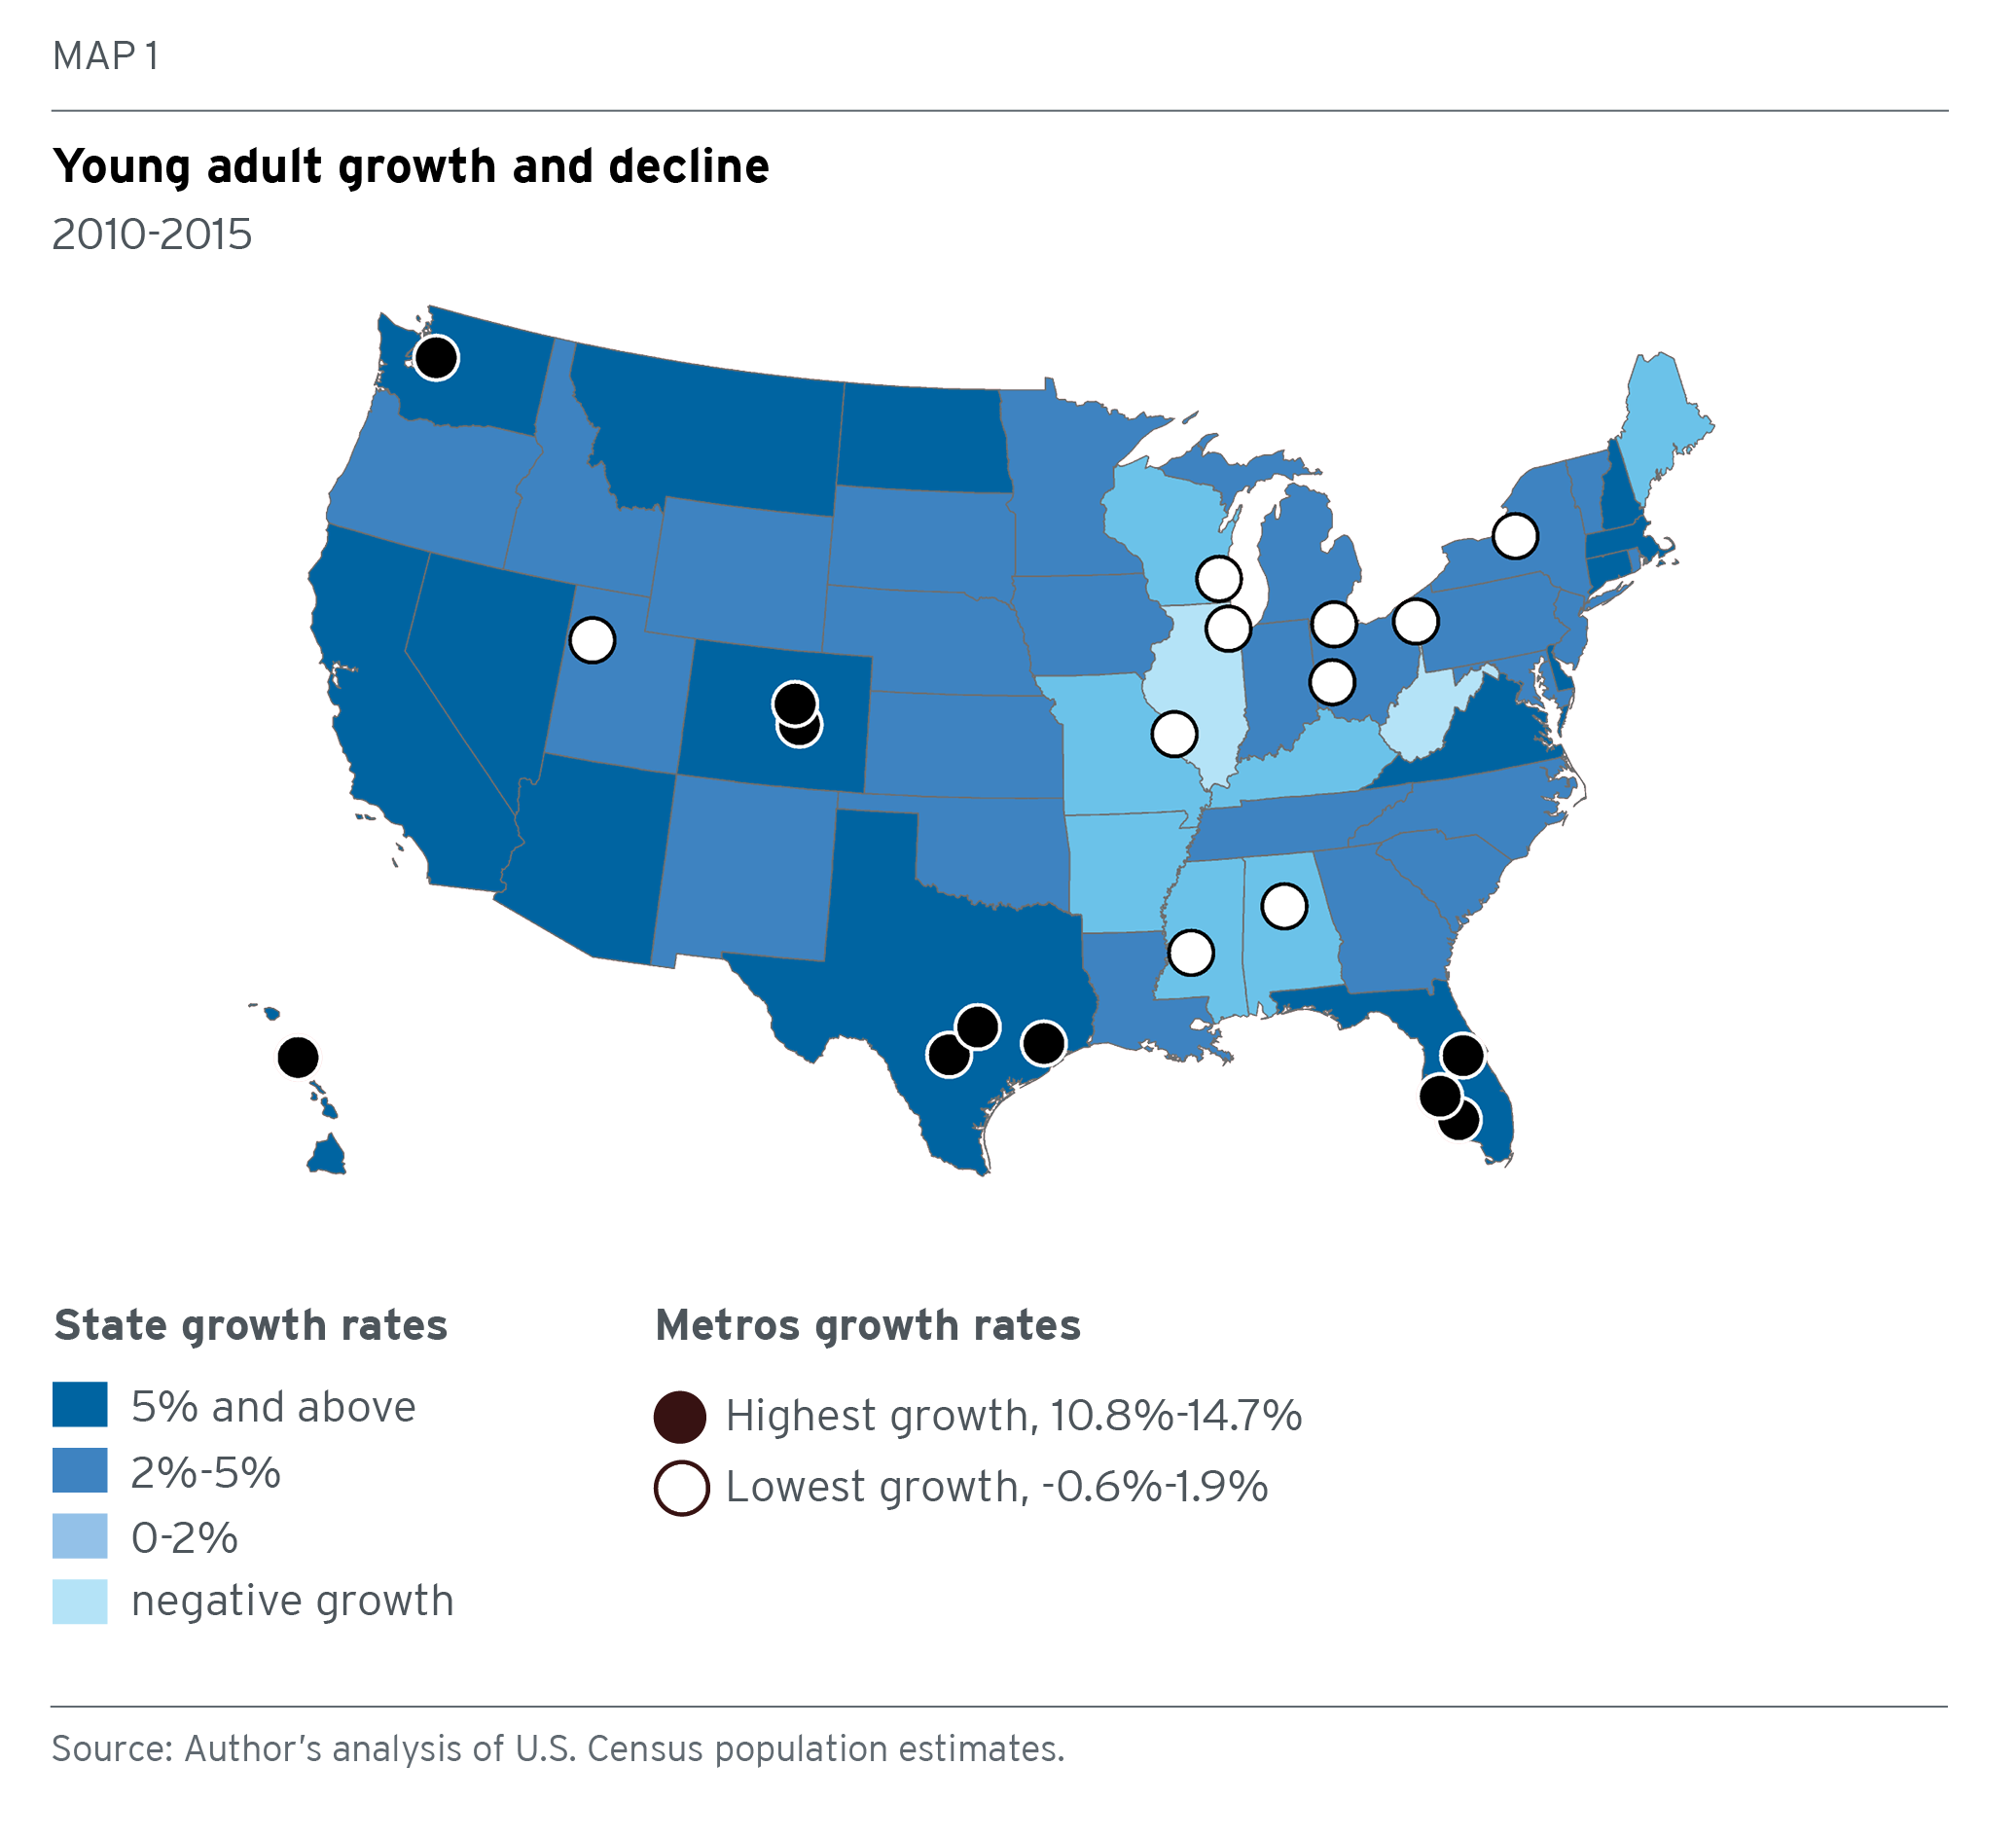 MAP 1
Young adult growth and decline
2010-2015
State growth rates
5% and above
2%-5%
0-2%
negative growth
Metros growth rates
Highest growth, 10.8%-14.7%
Lowest growth, -0.6%-1.9%
Source: Author’s analysis of U.S. Census population estimates.